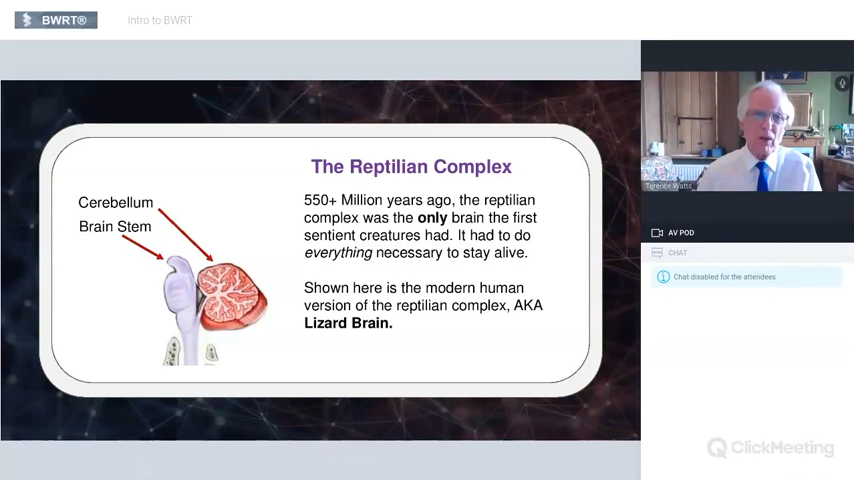 BWRT®
Intro to BWRT
The Reptilian Complex
Cerebellum
Brain Stem
550+ Million years ago, the reptilian
complex was the only brain the first
sentient creatures had. It had to do
everything necessary to stay alive.
Shown here is the modern human
version of the reptilian complex, AKA
Lizard Brain.
Terence Watts
AV POD
CHAT
Chat disabled for the attendees
ClickMeeting